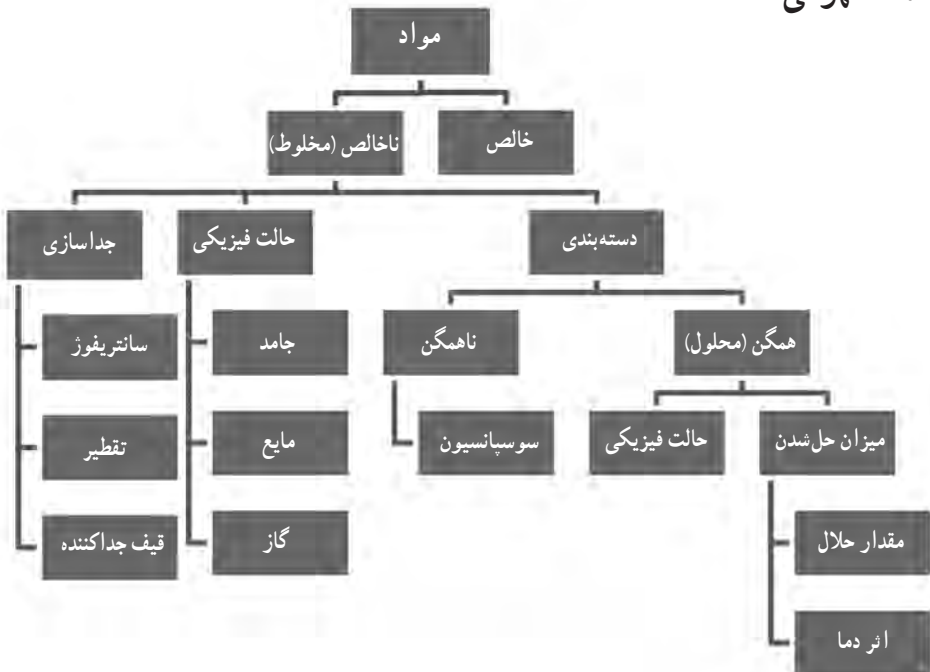 مواد
خالص
ناخالص (مخلوط)
دسته‌بندی
حالت فیزیکی
جداسازی
همگن (محلول)
ناهمگن
جامد
سانتریفوژ
میزان حل‌شدن
حالت فیزیکی
سوسپانسیون
مایع
تقطیر
مقدار حلال
گاز
قیف جداکننده
اثر دما